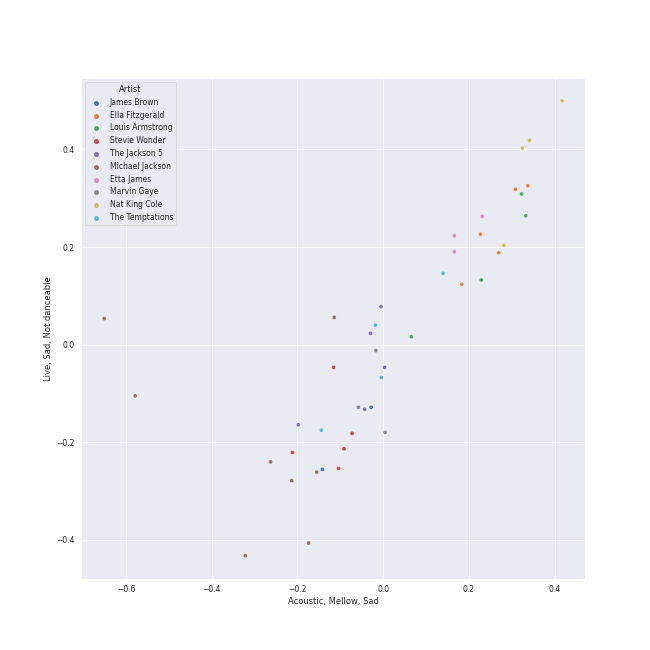 Artist
James Brown
Ella Fitzgerald
Louis Armstrong
Stevie Wonder
The Jackson 5
Michael Jackson
Etta James
Marvin Gaye
Nat King Cole
The Temptations
0.4
0.2
0.0
−0.2
−0.4
Live, Sad, Not danceable
−0.6
−0.4
−0.2
0.0
0.2
0.4
Acoustic, Mellow, Sad